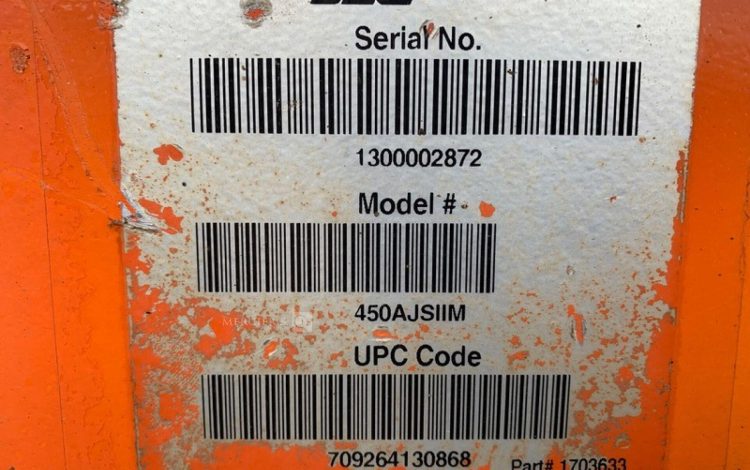 Serial No.
1300002872
Model #
450AJSIIM
UPC Code
709264130868
Part# 1703633